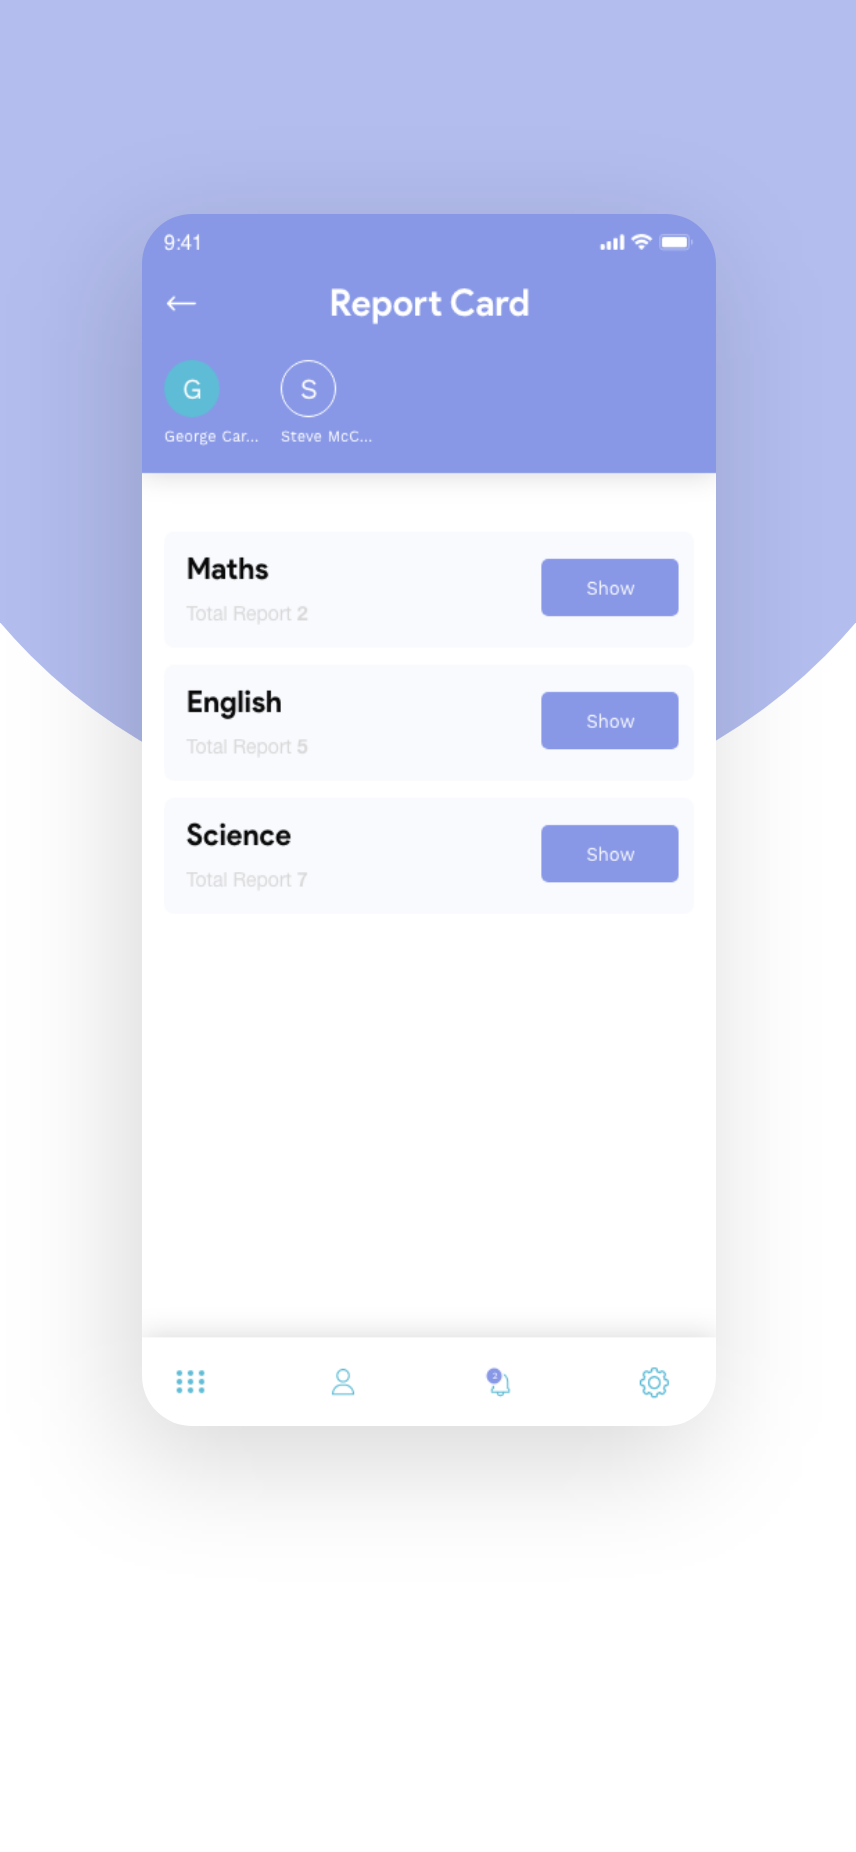 9:41
Report Card
G
S
George Car...
Steve McC...
Maths
Total Report 2
Show
English
Total Report 5
Show
Science
Total Report 7
Show
2